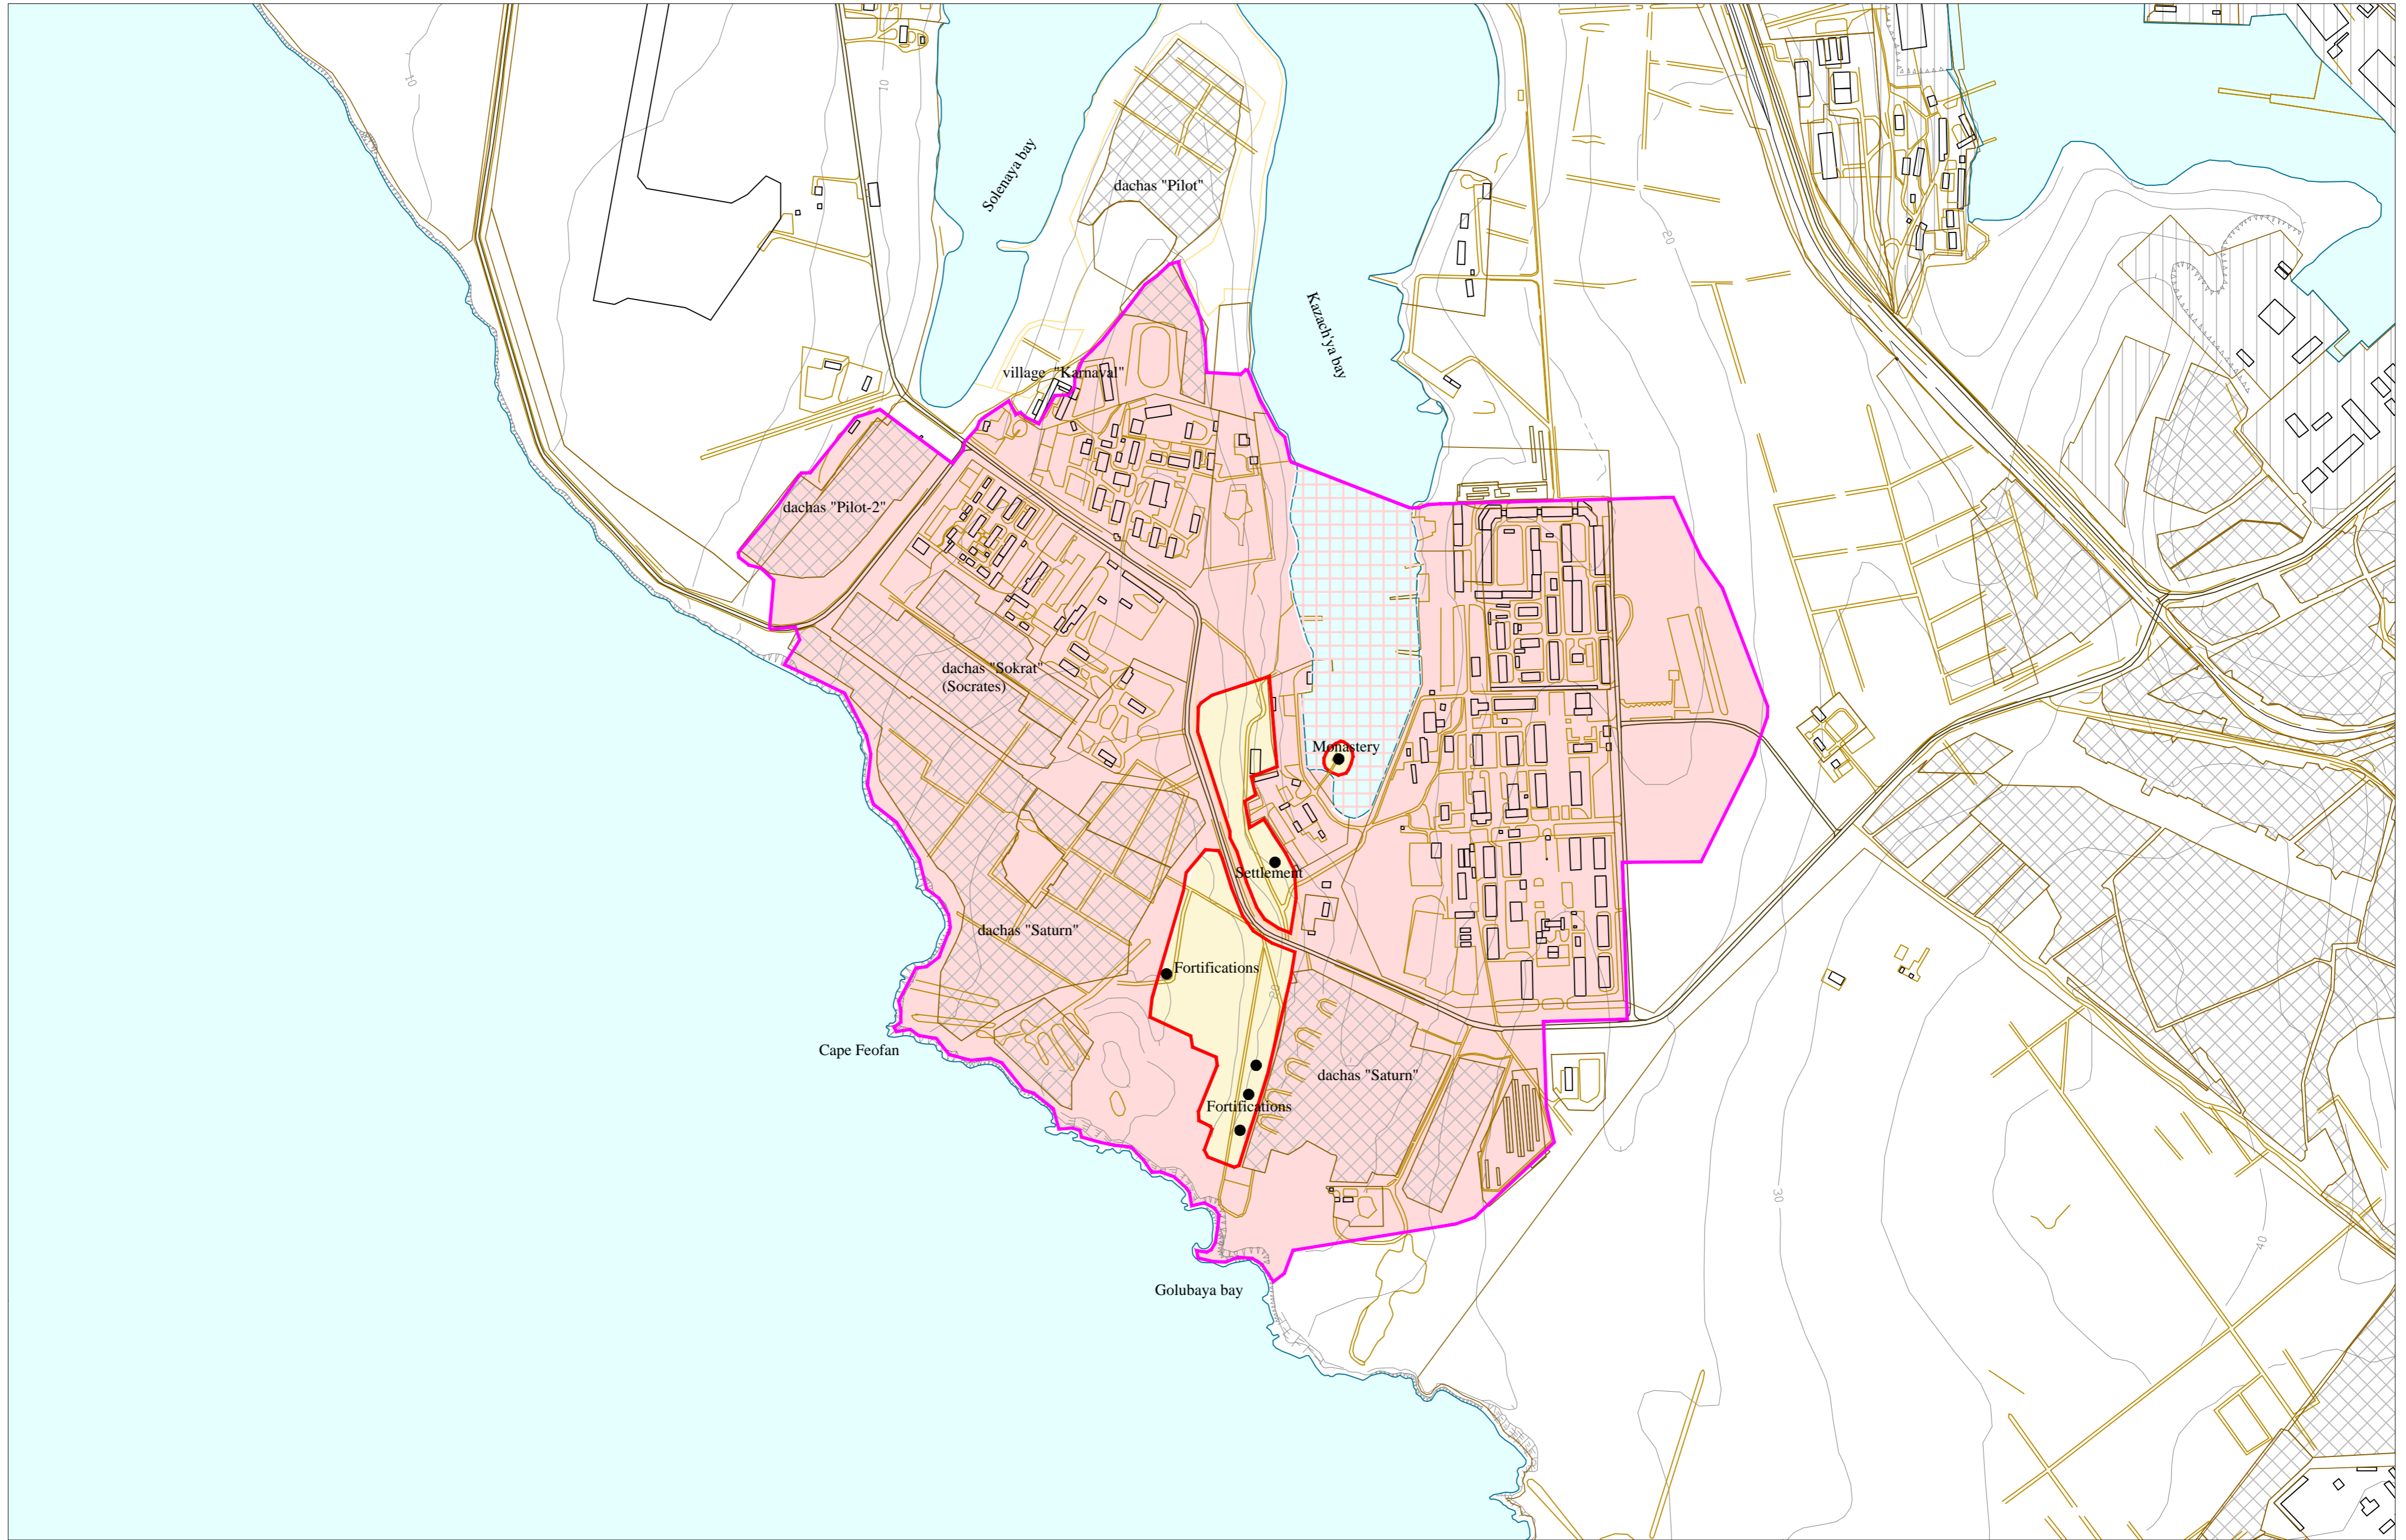 10
10
20
Solenaya bay
dachas "Pilot"
Kazach'ya bay
village "Karnaval"
dachas "Pilot-2"
dachas "Sokrat"
(Socrates)
Monastery
Settlement
dachas "Saturn"
Fortifications
20
Cape Feofan
dachas "Saturn"
Fortifications
30
40
Golubaya bay